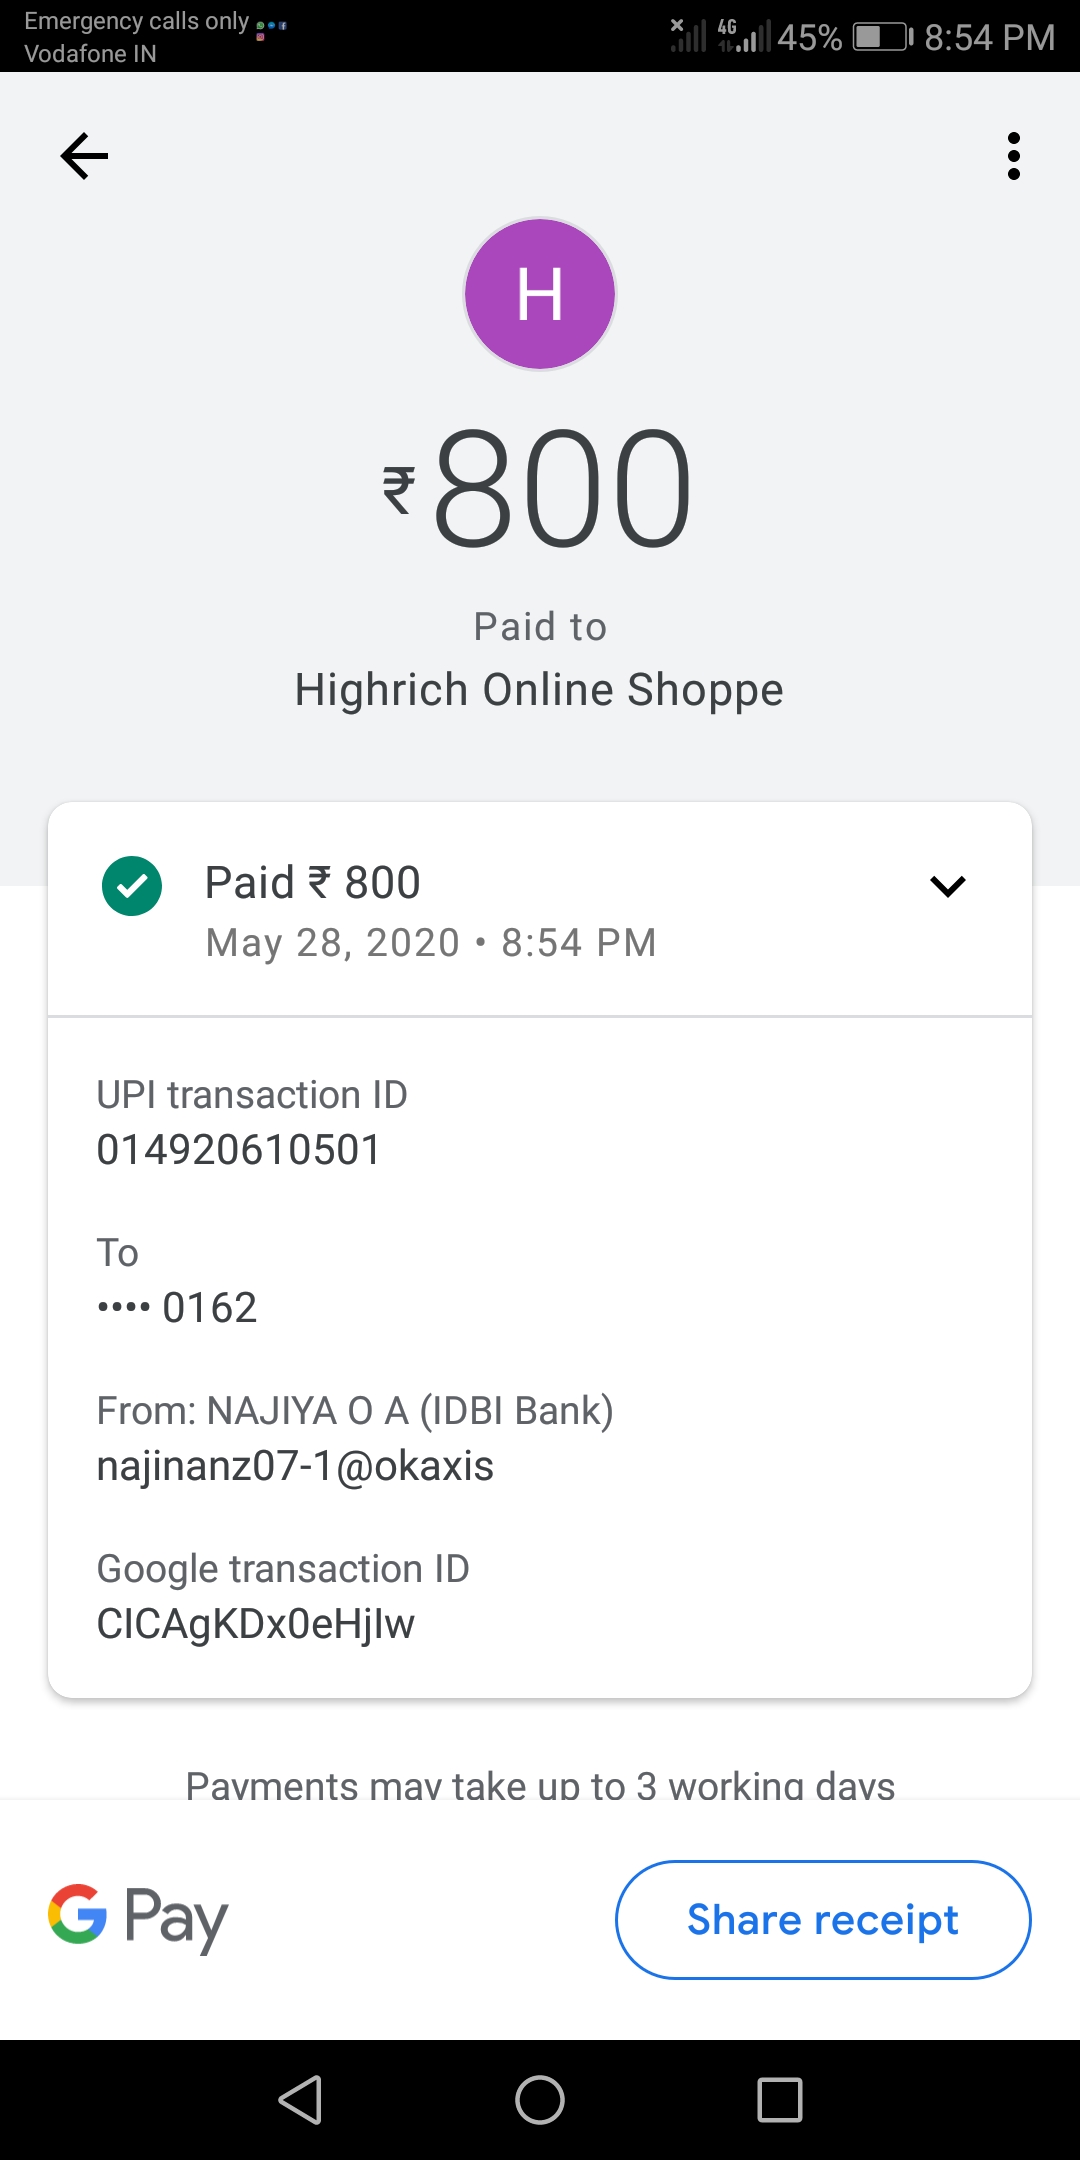 Emergency calls only
Vodafone IN
4G 45% 8:54 PM
H
₹800
Paid to
Highrich Online Shoppe
Paid ₹ 800
May 28, 2020 • 8:54 PM
UPI transaction ID
014920610501
To
•••• 0162
From: NAJIYA O A (IDBI Bank)
najinanz07-1@okaxis
Google transaction ID
CICAgKDx0eHjIw
Payments may take up to 3 working days
G Pay
Share receipt